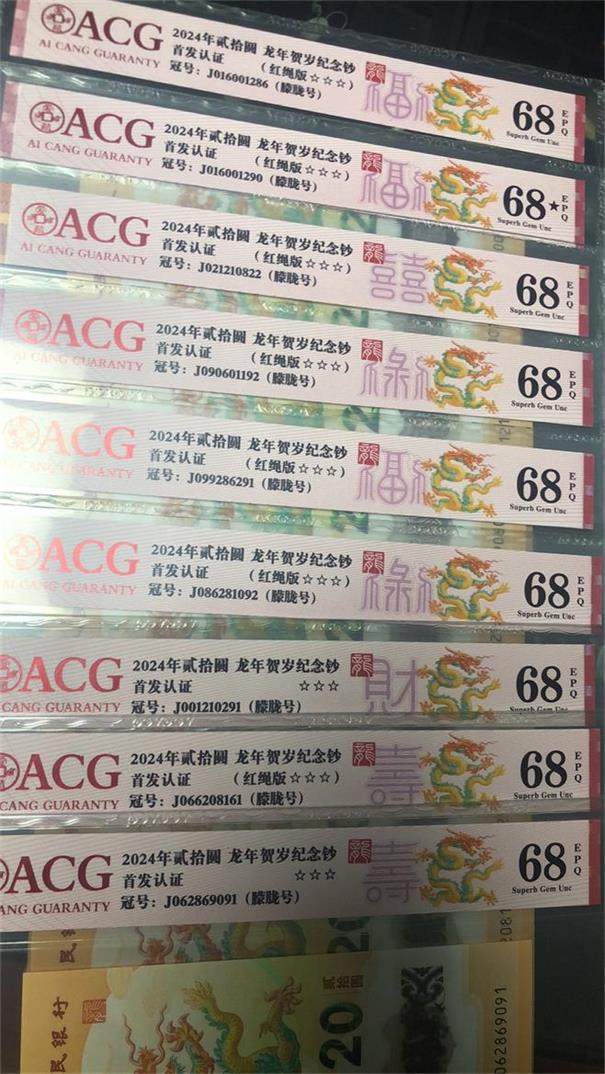 ACG
AI CANG GUARANTY
2024年贰拾圆 龙年贺岁纪念钞
首发认证 （红绳版☆☆☆）
冠号：J016001286（朦胧号）
龍
福
68 EPQ
Superb Gem Unc
ACG
AI CANG GUARANTY
2024年贰拾圆 龙年贺岁纪念钞
首发认证 （红绳版☆☆☆）
冠号：J016001290（朦胧号）
龍
福
68★ EPQ
Superb Gem Unc
ACG
AI CANG GUARANTY
2024年贰拾圆 龙年贺岁纪念钞
首发认证 （红绳版☆☆☆）
冠号：J021210822（朦胧号）
龍
囍
68 EPQ
Superb Gem Unc
ACG
AI CANG GUARANTY
2024年贰拾圆 龙年贺岁纪念钞
首发认证 （红绳版☆☆☆）
冠号：J090601192（朦胧号）
龍
禄
68 EPQ
Superb Gem Unc
ACG
CANG GUARANTY
2024年贰拾圆 龙年贺岁纪念钞
首发认证 （红绳版☆☆☆）
冠号：J099286291（朦胧号）
龍
福
68 EPQ
Superb Gem Unc
ACG
AI CANG GUARANTY
2024年贰拾圆 龙年贺岁纪念钞
首发认证 （红绳版☆☆☆）
冠号：J086281092（朦胧号）
龍
禄
68 EPQ
Superb Gem Unc
ACG
CANG GUARANTY
2024年贰拾圆 龙年贺岁纪念钞
首发认证 ☆☆☆
冠号：J001210291（朦胧号）
龍
財
68 EPQ
Superb Gem Unc
ACG
CANG GUARANTY
2024年贰拾圆 龙年贺岁纪念钞
首发认证 （红绳版☆☆☆）
冠号：J066208161（朦胧号）
龍
壽
68 EPQ
Superb Gem Unc
ACG
ANG GUARANTY
2024年贰拾圆 龙年贺岁纪念钞
首发认证 ☆☆☆
冠号：J062869091（朦胧号）
龍
壽
68 EPQ
Superb Gem Unc
民银行
20
贰拾圆
062869091